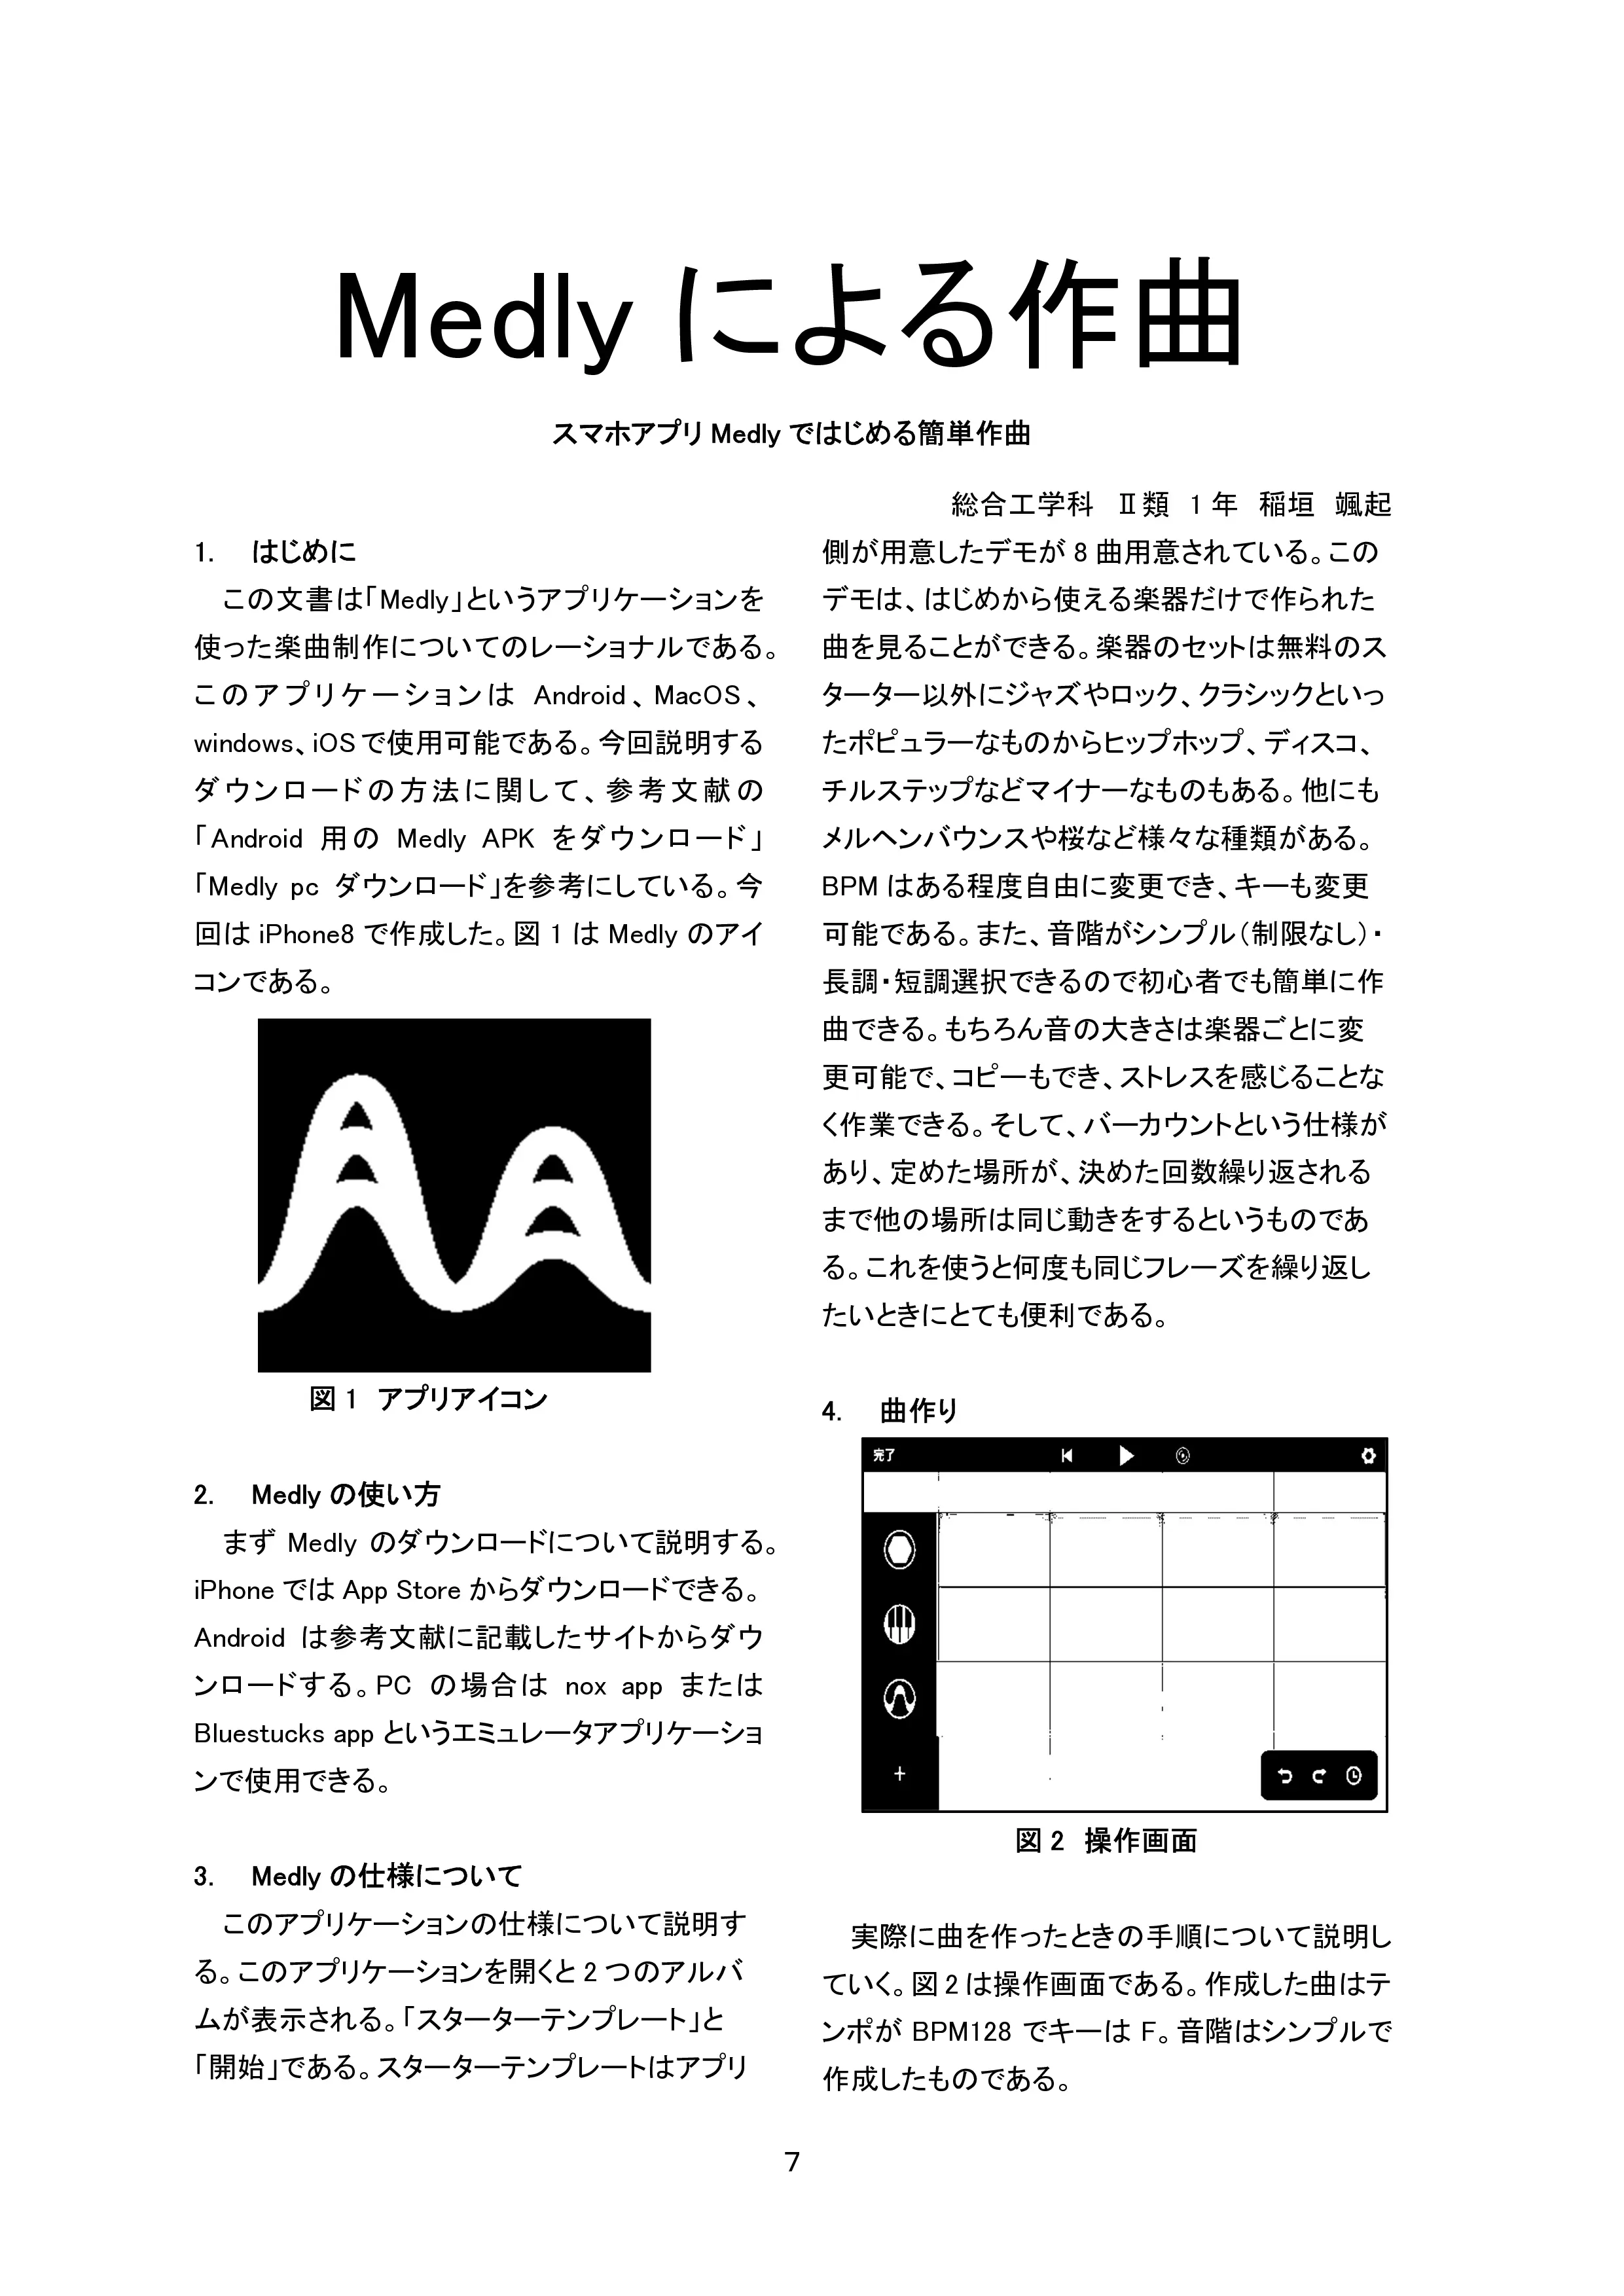 Medly による作曲
スマホアプリ Medly ではじめる簡単作曲
総合工学科 Ⅱ類 1 年 稲垣 颯起
1. はじめに
この文書は「Medly」というアプリケーションを
使った楽曲制作についてのレーショナルである。
このアプリケーションは Android、MacOS、
windows、iOS で使用可能である。今回説明する
ダウンロードの方法に関して、参考文献の
「Android 用の Medly APK をダウンロード」
「Medly pc ダウンロード」を参考にしている。今
回は iPhone8 で作成した。図 1 は Medly のアイ
コンである。
図 1 アプリアイコン
2. Medly の使い方
まず Medly のダウンロードについて説明する。
iPhone では App Store からダウンロードできる。
Android は参考文献に記載したサイトからダウ
ンロードする。PC の場合は nox app または
Bluestucks app というエミュレータアプリケーショ
ンで使用できる。
3. Medly の仕様について
このアプリケーションの仕様について説明す
る。このアプリケーションを開くと 2 つのアルバ
ムが表示される。「スターターテンプレート」と
「開始」である。スターターテンプレートはアプリ
側が用意したデモが 8 曲用意されている。この
デモは、はじめから使える楽器だけで作られた
曲を見ることができる。楽器のセットは無料のス
ターター以外にジャズやロック、クラシックといっ
たポピュラーなものからヒップホップ、ディスコ、
チルステップなどマイナーなものもある。他にも
メルヘンバウンスや桜など様々な種類がある。
BPM はある程度自由に変更でき、キーも変更
可能である。また、音階がシンプル（制限なし）・
長調・短調選択できるので初心者でも簡単に作
曲できる。もちろん音の大きさは楽器ごとに変
更可能で、コピーもでき、ストレスを感じることな
く作業できる。そして、バーカウントという仕様が
あり、定めた場所が、決めた回数繰り返される
まで他の場所は同じ動きをするというものであ
る。これを使うと何度も同じフレーズを繰り返し
たいときにとても便利である。
4. 曲作り
完了
図 2 操作画面
実際に曲を作ったときの手順について説明し
ていく。図 2 は操作画面である。作成した曲はテ
ンポが BPM128 でキーは F。音階はシンプルで
作成したものである。
7